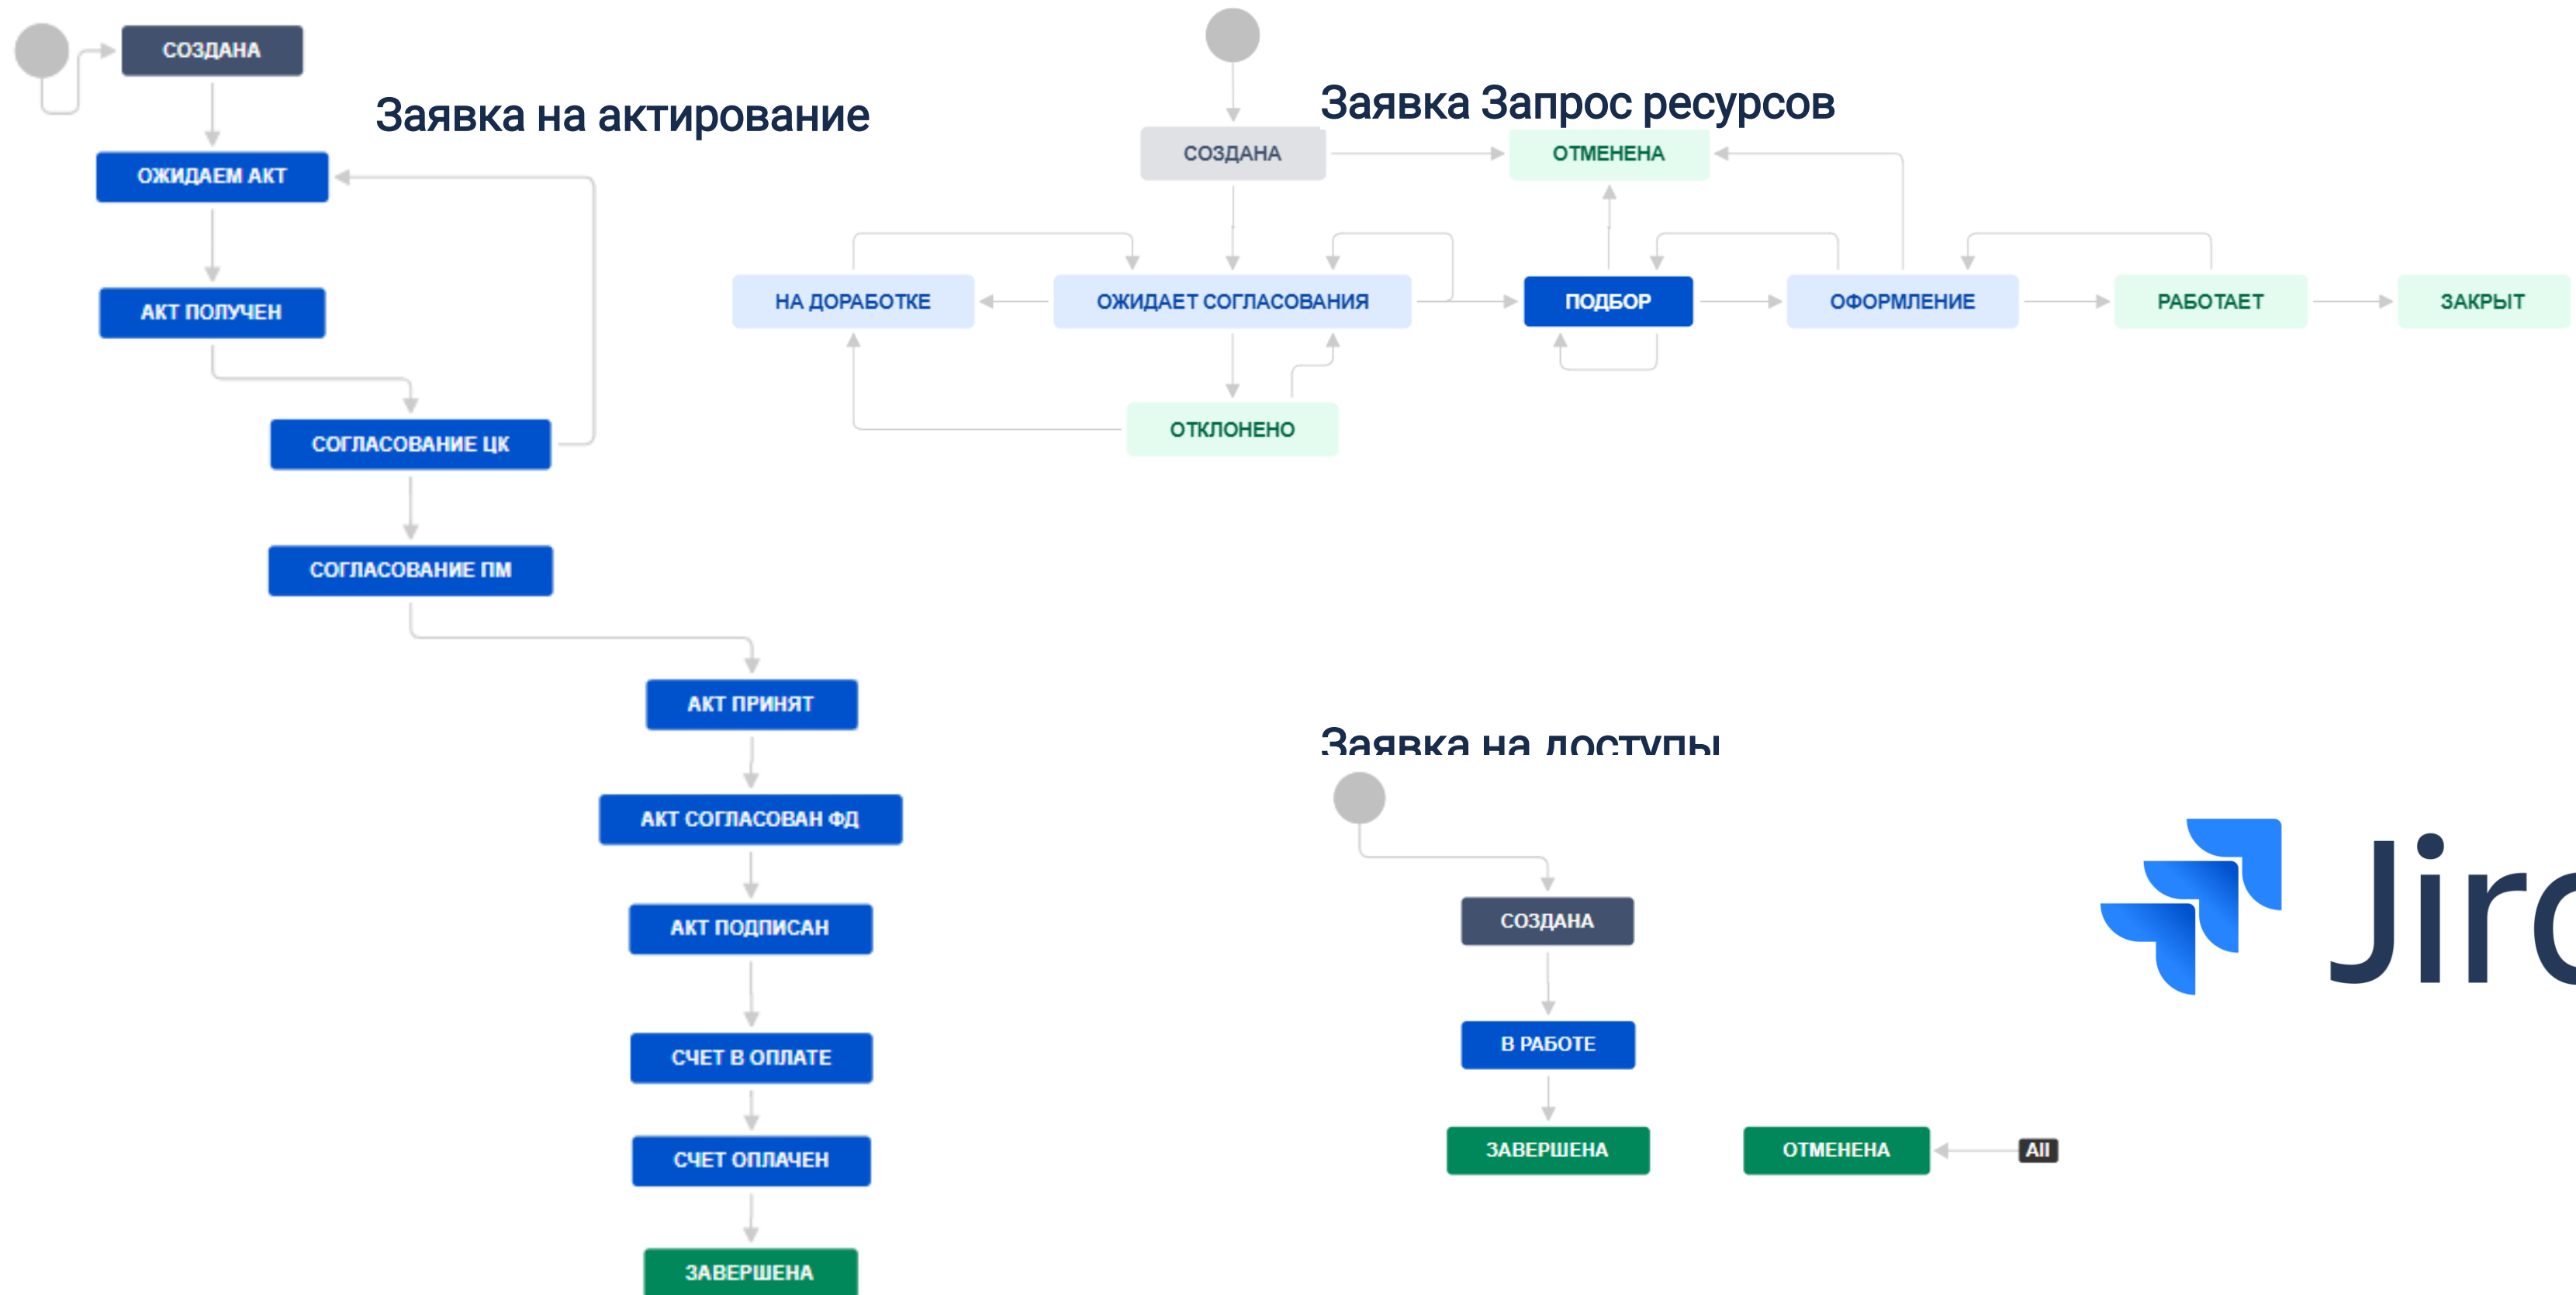 СОЗДАНА
Заявка на актирование
ОЖИДАЕМ АКТ
АКТ ПОЛУЧЕН
СОГЛАСОВАНИЕ ЦК
СОГЛАСОВАНИЕ ПМ
АКТ ПРИНЯТ
АКТ СОГЛАСОВАН ФД
АКТ ПОДПИСАН
СЧЕТ В ОПЛАТЕ
СЧЕТ ОПЛАЧЕН
ЗАВЕРШЕНА
Заявка Запрос ресурсов
СОЗДАНА
ОТМЕНЕНА
НА ДОРАБОТКЕ
ОЖИДАЕТ СОГЛАСОВАНИЯ
ПОДБОР
ОФОРМЛЕНИЕ
РАБОТАЕТ
ЗАКРЫТ
ОТКЛОНЕНО
Заявка на доступы
СОЗДАНА
В РАБОТЕ
ЗАВЕРШЕНА
ОТМЕНЕНА
All
Jira